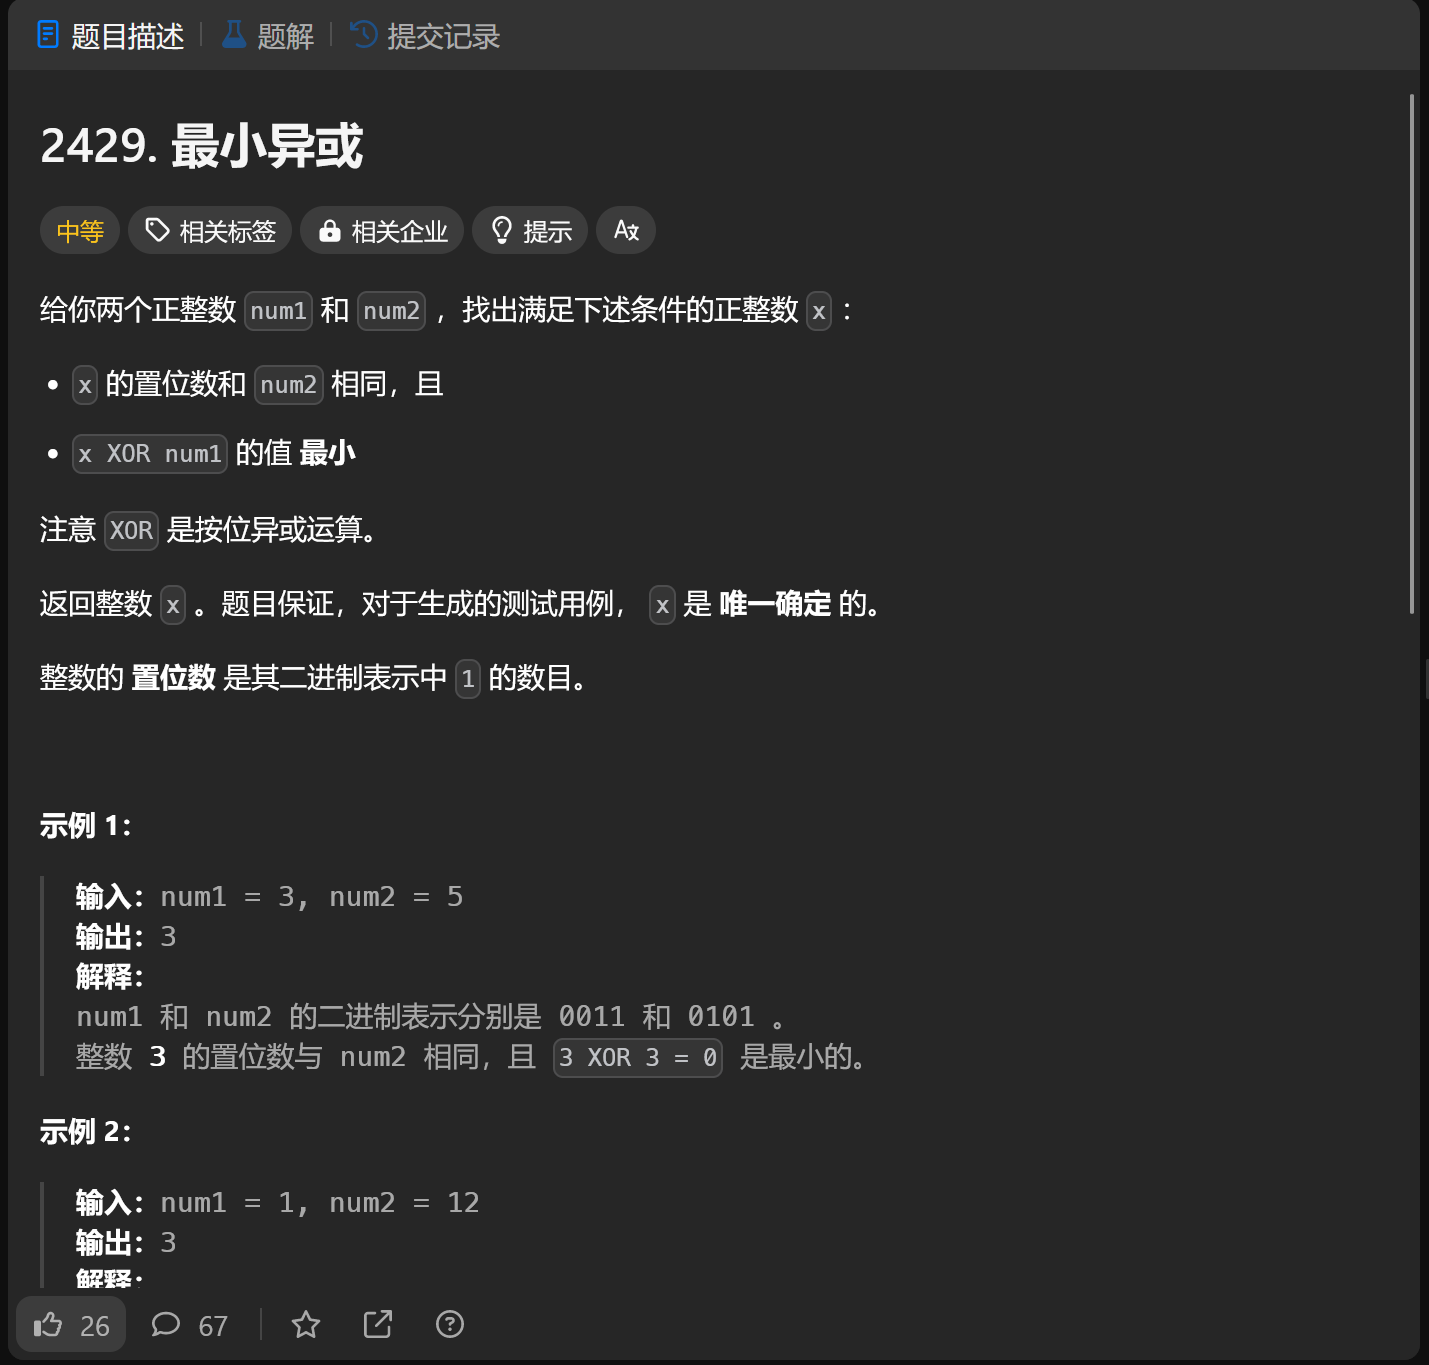 题目描述 | 题解 | 提交记录
2429. 最小异或
中等 相关标签 相关企业 提示 Aあ
给你两个正整数 num1 和 num2 ，找出满足下述条件的正整数 x ：
• x 的置位数和 num2 相同，且
• x XOR num1 的值 最小
注意 XOR 是按位异或运算。
返回整数 x 。题目保证，对于生成的测试用例， x 是 唯一确定 的。
整数的 置位数 是其二进制表示中 1 的数目。
示例 1：
输入：num1 = 3, num2 = 5
输出：3
解释：
num1 和 num2 的二进制表示分别是 0011 和 0101 。
整数 3 的置位数与 num2 相同，且 3 XOR 3 = 0 是最小的。
示例 2：
输入：num1 = 1, num2 = 12
输出：3
解释：
26 67